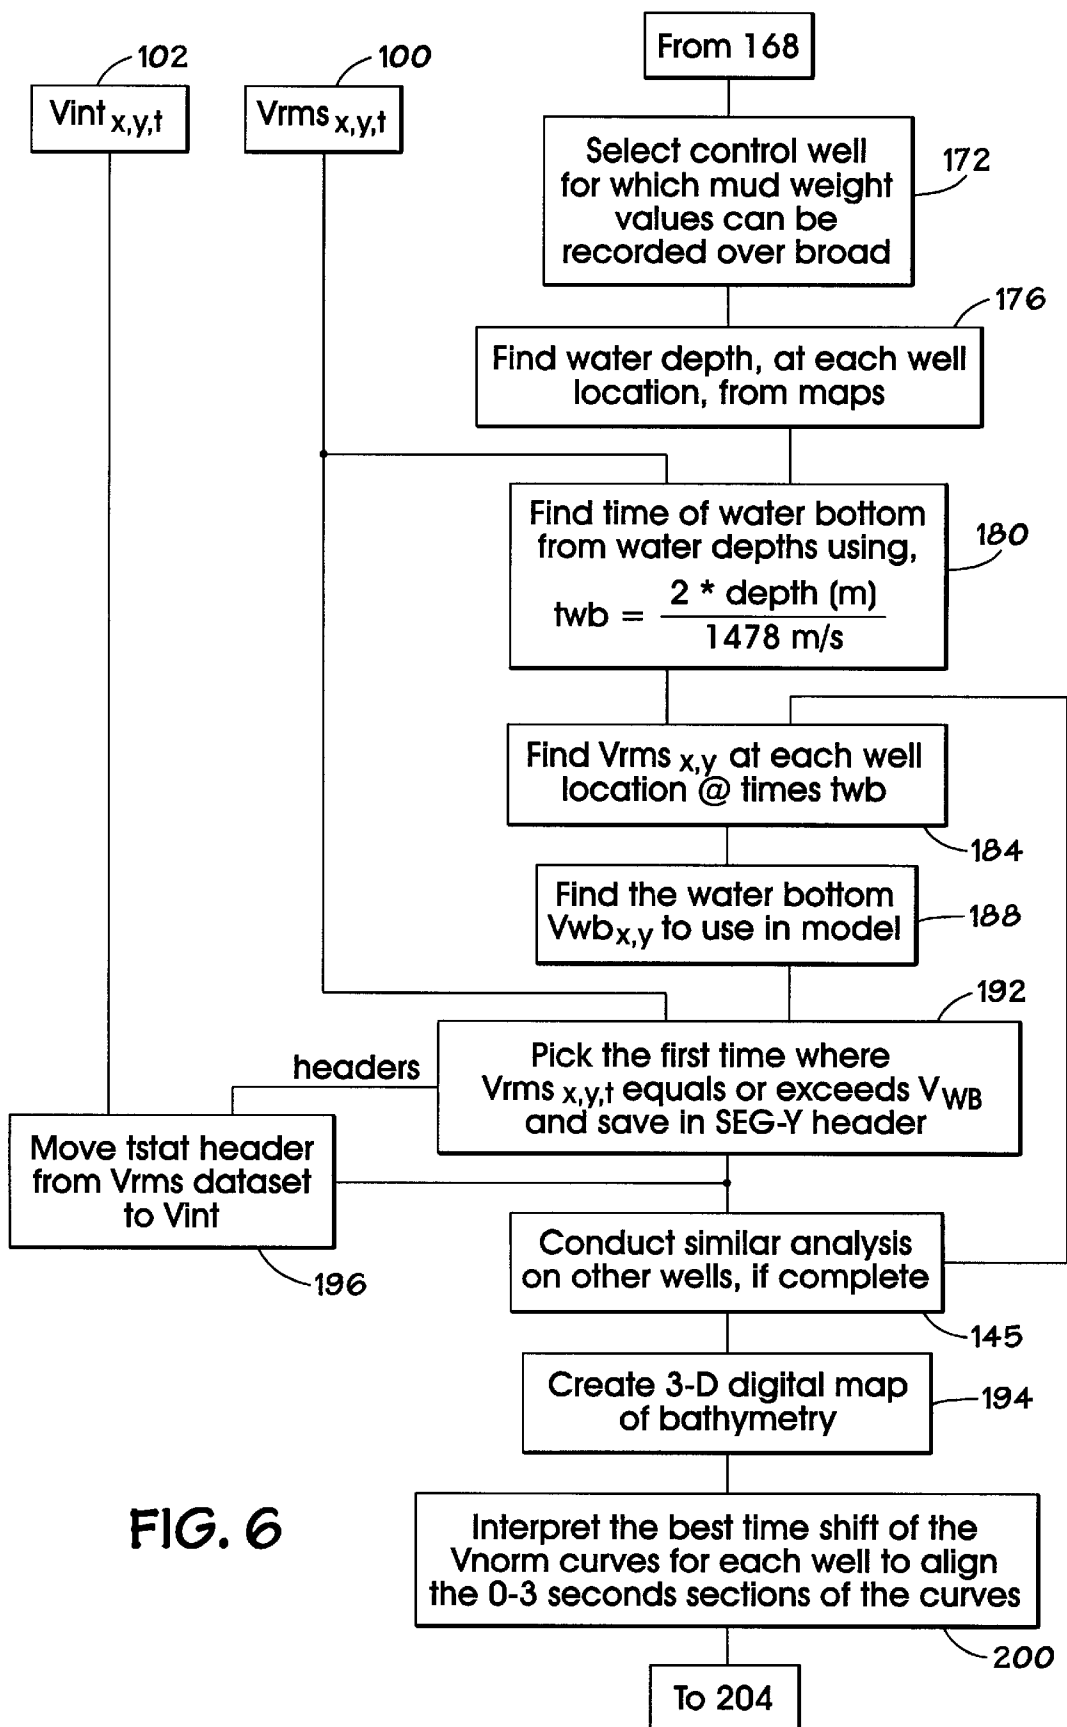 From 168
102
Vint x,y,t
100
Vrms x,y,t
Select control well
for which mud weight
values can be
recorded over broad
172
176
Find water depth, at each well
location, from maps
Find time of water bottom
from water depths using,
twb = 2 * depth (m)
1478 m/s
180
Find Vrms x,y at each well
location @ times twb
184
Find the water bottom
Vwb x,y to use in model
188
192
Pick the first time where
Vrms x,y,t equals or exceeds VWB
and save in SEG-Y header
headers
Move tstat header
from Vrms dataset
to Vint
196
Conduct similar analysis
on other wells, if complete
145
Create 3-D digital map
of bathymetry
194
FIG. 6
Interpret the best time shift of the
Vnorm curves for each well to align
the 0-3 seconds sections of the curves
200
To 204